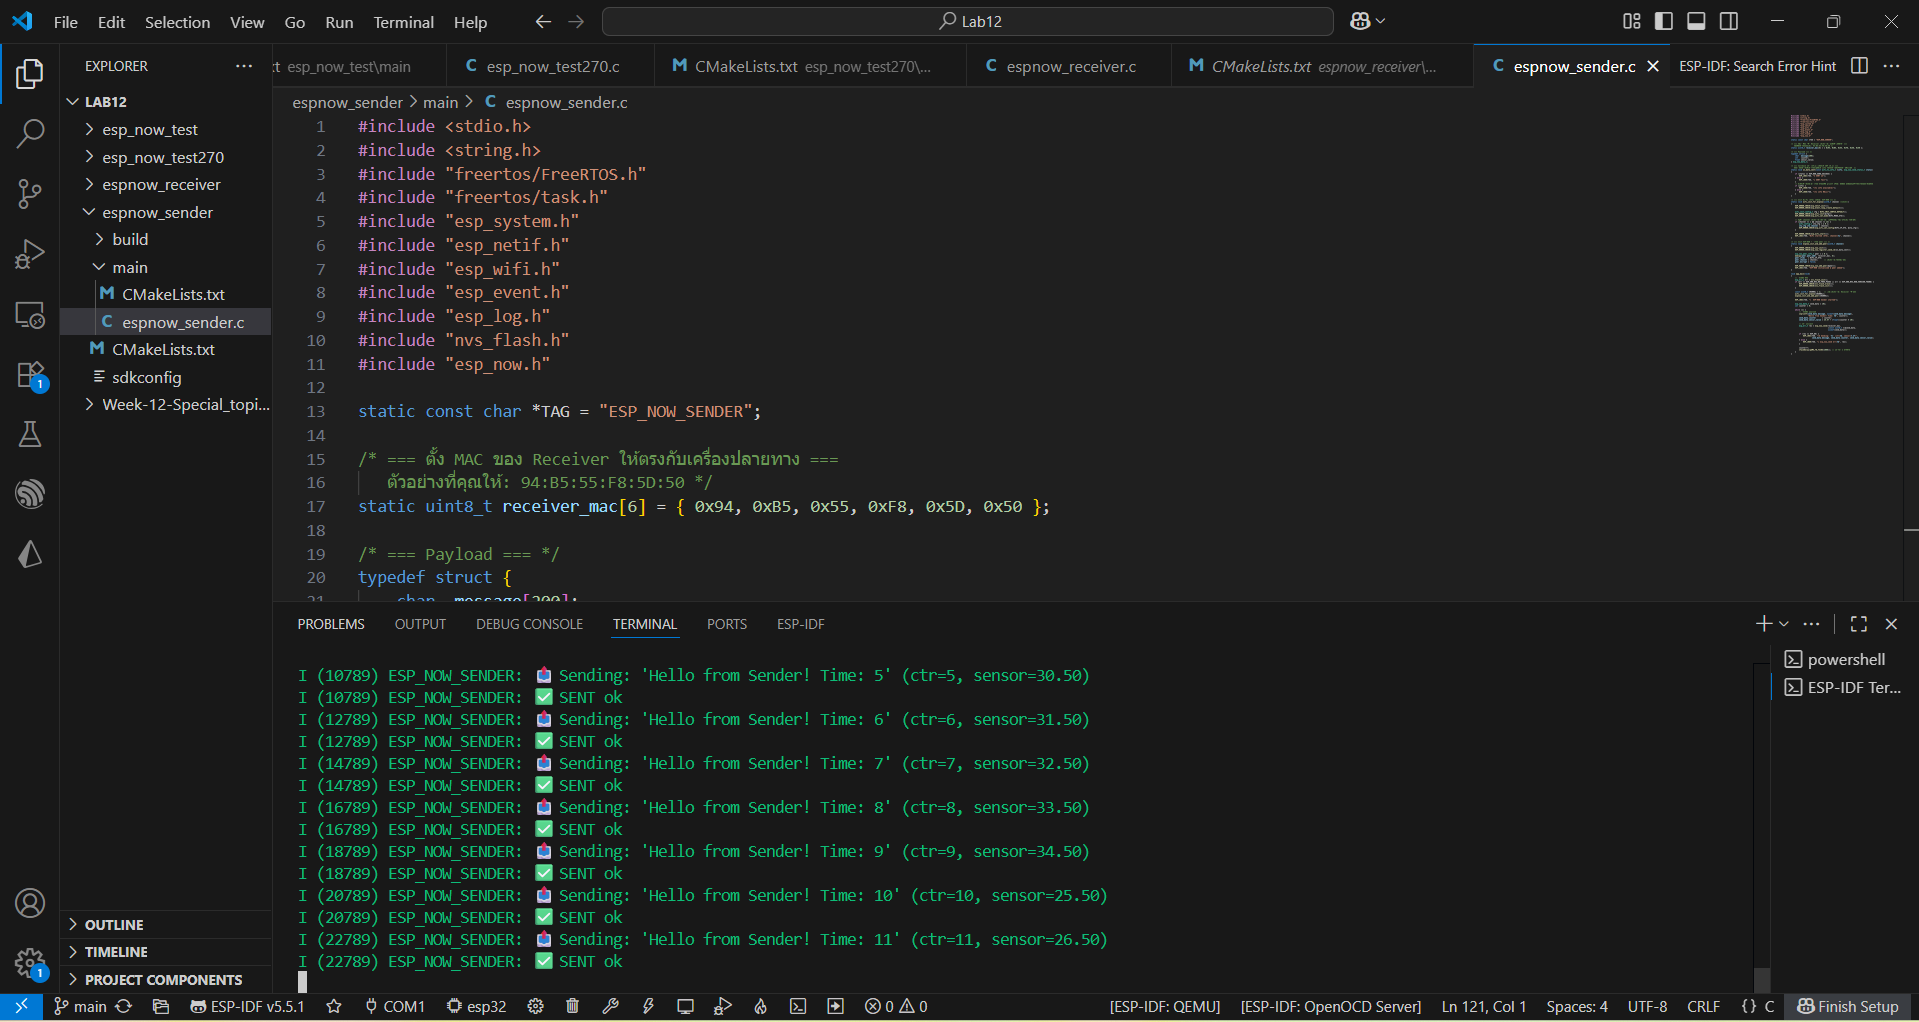 File Edit Selection View Go Run Terminal Help
Lab12
EXPLORER
esp_now_test\main
esp_now_test270.c
CMakeLists.txt esp_now_test270\...
espnow_receiver.c
CMakeLists.txt espnow_receiver\...
espnow_sender.c
ESP-IDF: Search Error Hint
LAB12
esp_now_test
esp_now_test270
espnow_receiver
espnow_sender
build
main
CMakeLists.txt
espnow_sender.c
CMakeLists.txt
sdkconfig
Week-12-Special_topi...
OUTLINE
TIMELINE
PROJECT COMPONENTS
espnow_sender > main > C espnow_sender.c
1 #include <stdio.h>
2 #include <string.h>
3 #include "freertos/FreeRTOS.h"
4 #include "freertos/task.h"
5 #include "esp_system.h"
6 #include "esp_netif.h"
7 #include "esp_wifi.h"
8 #include "esp_event.h"
9 #include "esp_log.h"
10 #include "nvs_flash.h"
11 #include "esp_now.h"
12
13 static const char *TAG = "ESP_NOW_SENDER";
14
15 /* === ตั้ง MAC ของ Receiver ให้ตรงกับเครื่องปลายทาง ===
16 ตัวอย่างที่คุณให้: 94:B5:55:F8:5D:50 */
17 static uint8_t receiver_mac[6] = { 0x94, 0xB5, 0x55, 0xF8, 0x5D, 0x50 };
18
19 /* === Payload === */
20 typedef struct {
21 char message[200];
PROBLEMS OUTPUT DEBUG CONSOLE TERMINAL PORTS ESP-IDF
I (10789) ESP_NOW_SENDER: 📤 Sending: 'Hello from Sender! Time: 5' (ctr=5, sensor=30.50)
I (10789) ESP_NOW_SENDER: ✅ SENT ok
I (12789) ESP_NOW_SENDER: 📤 Sending: 'Hello from Sender! Time: 6' (ctr=6, sensor=31.50)
I (12789) ESP_NOW_SENDER: ✅ SENT ok
I (14789) ESP_NOW_SENDER: 📤 Sending: 'Hello from Sender! Time: 7' (ctr=7, sensor=32.50)
I (14789) ESP_NOW_SENDER: ✅ SENT ok
I (16789) ESP_NOW_SENDER: 📤 Sending: 'Hello from Sender! Time: 8' (ctr=8, sensor=33.50)
I (16789) ESP_NOW_SENDER: ✅ SENT ok
I (18789) ESP_NOW_SENDER: 📤 Sending: 'Hello from Sender! Time: 9' (ctr=9, sensor=34.50)
I (18789) ESP_NOW_SENDER: ✅ SENT ok
I (20789) ESP_NOW_SENDER: 📤 Sending: 'Hello from Sender! Time: 10' (ctr=10, sensor=25.50)
I (20789) ESP_NOW_SENDER: ✅ SENT ok
I (22789) ESP_NOW_SENDER: 📤 Sending: 'Hello from Sender! Time: 11' (ctr=11, sensor=26.50)
I (22789) ESP_NOW_SENDER: ✅ SENT ok
powershell
ESP-IDF Ter...
main ESP-IDF v5.5.1 COM1 esp32 0 0 [ESP-IDF: QEMU] [ESP-IDF: OpenOCD Server] Ln 121, Col 1 Spaces: 4 UTF-8 CRLF {} C Finish Setup